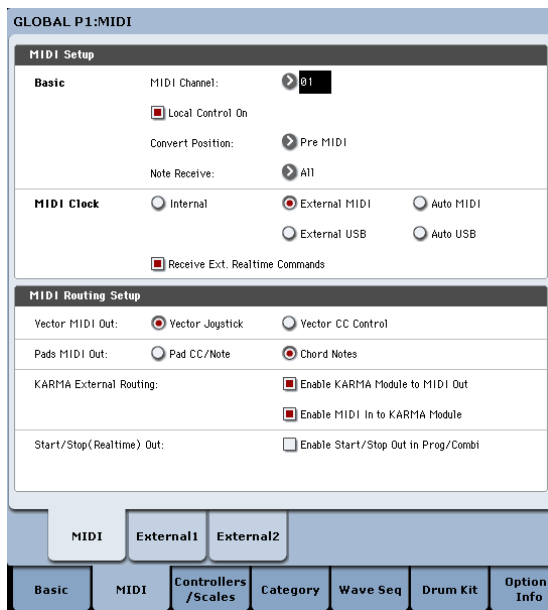 GLOBAL P1:MIDI
MIDI Setup
Basic MIDI Channel: 01
Local Control On
Convert Position: Pre MIDI
Note Receive: All
MIDI Clock Internal External MIDI Auto MIDI
External USB Auto USB
Receive Ext. Realtime Commands
MIDI Routing Setup
Vector MIDI Out: Vector Joystick Vector CC Control
Pads MIDI Out: Pad CC/Note Chord Notes
KARMA External Routing: Enable KARMA Module to MIDI Out
Enable MIDI In to KARMA Module
Start/Stop(Realtime) Out: Enable Start/Stop Out in Prog/Combi
MIDI External1 External2
Basic MIDI Controllers /Scales Category Wave Seq Drum Kit Option Info